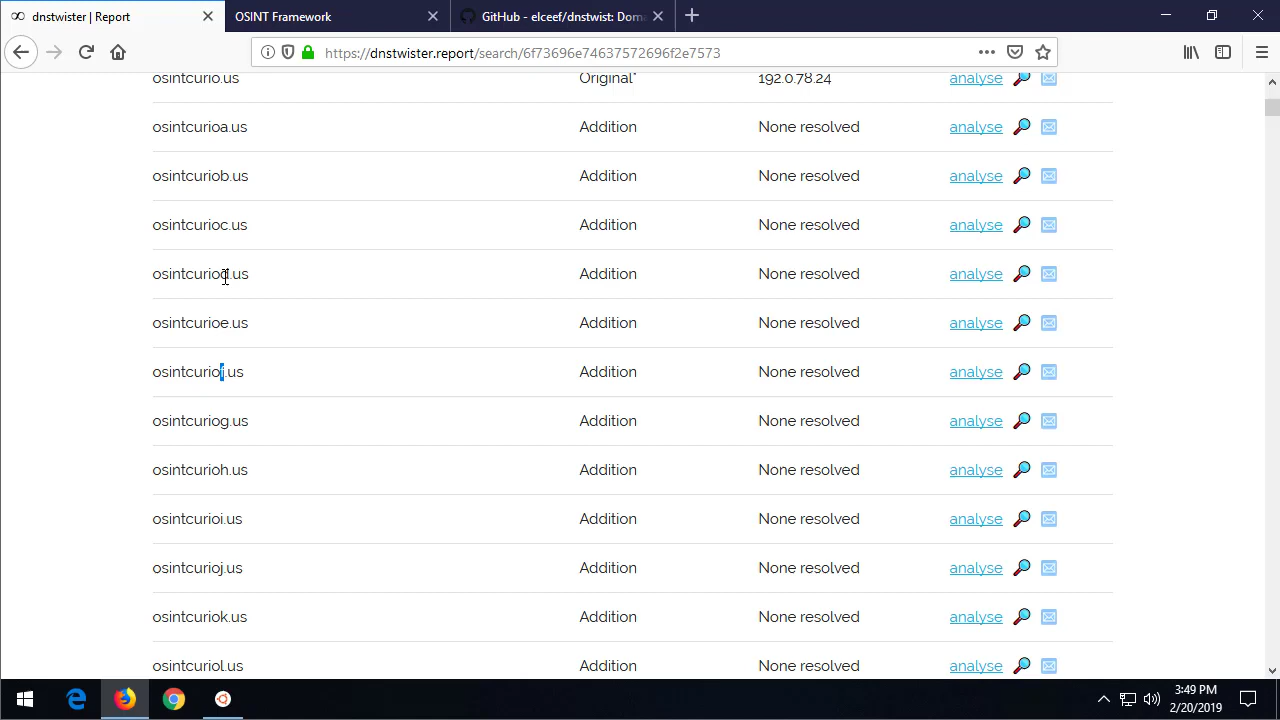 dnstwister | Report
OSINT Framework
GitHub - elceef/dnstwist: Doma
https://dnstwister.report/search/6f73696e74637572696f2e7573
osintcurio.us Original* 192.0.78.24 analyse
osintcurioa.us Addition None resolved analyse
osintcuriob.us Addition None resolved analyse
osintcurioc.us Addition None resolved analyse
osintcuriod.us Addition None resolved analyse
osintcurioe.us Addition None resolved analyse
osintcuriof.us Addition None resolved analyse
osintcuriog.us Addition None resolved analyse
osintcurioh.us Addition None resolved analyse
osintcurioi.us Addition None resolved analyse
osintcurioj.us Addition None resolved analyse
osintcuriok.us Addition None resolved analyse
osintcuriol.us Addition None resolved analyse
3:49 PM
2/20/2019